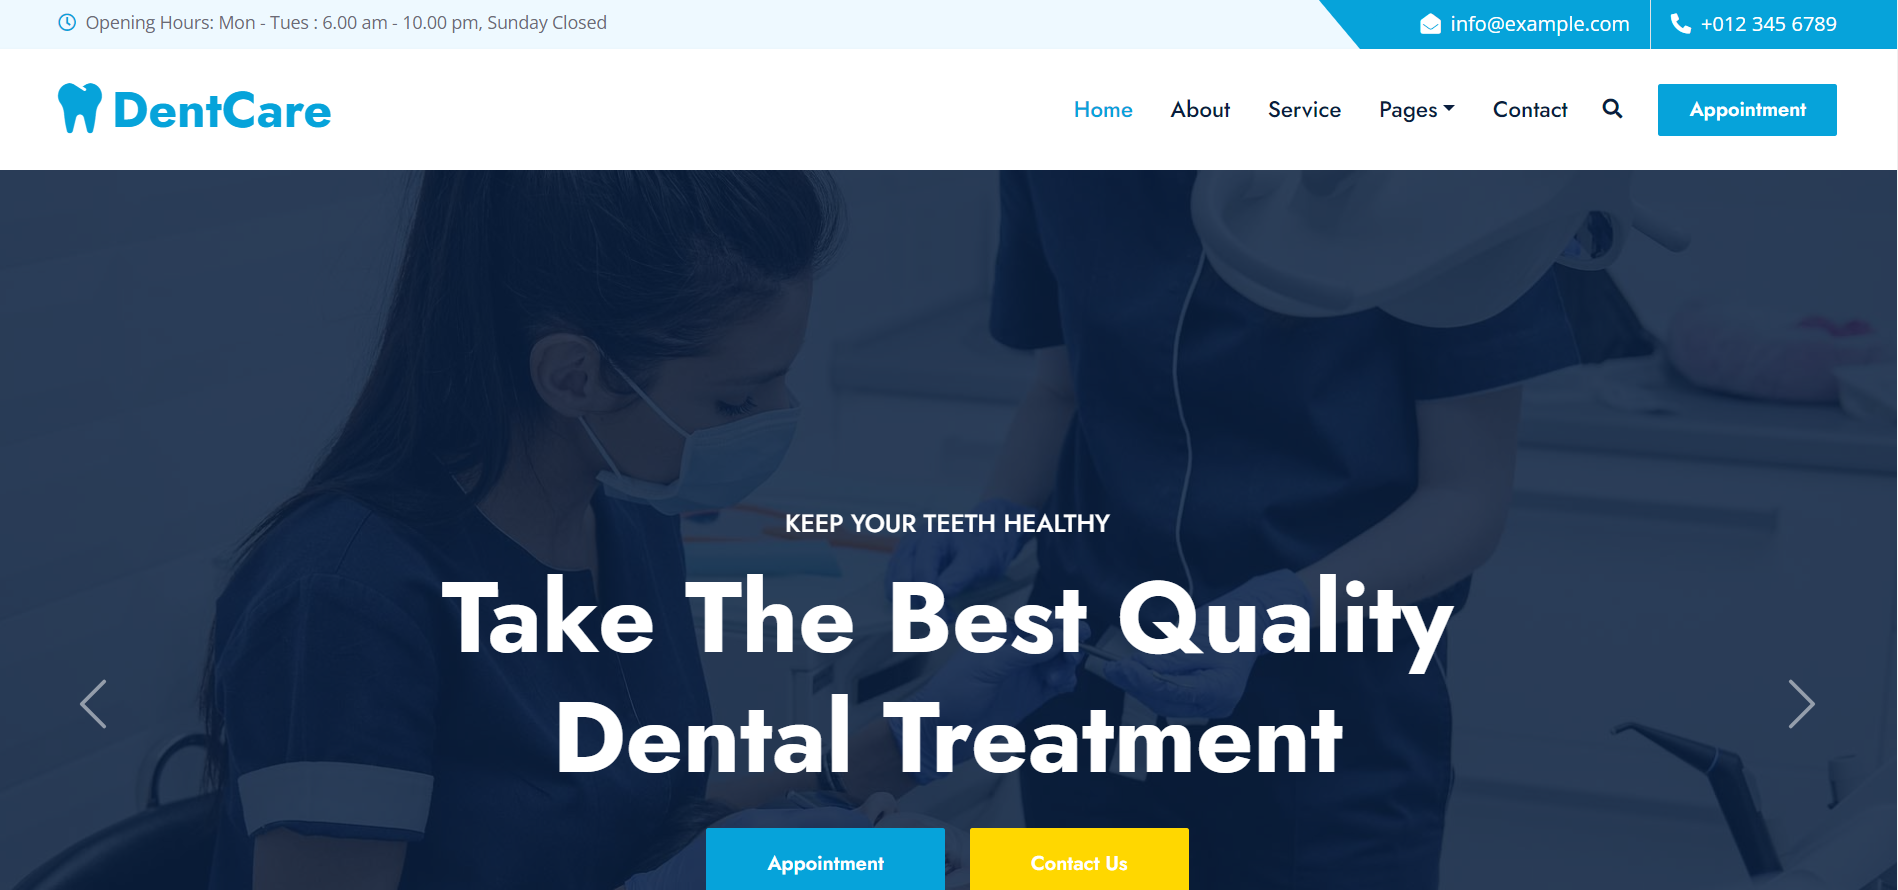 Opening Hours: Mon - Tues : 6.00 am - 10.00 pm, Sunday Closed
info@example.com
+012 345 6789
DentCare
Home About Service Pages Contact Appointment
KEEP YOUR TEETH HEALTHY
Take The Best Quality
Dental Treatment
Appointment Contact Us